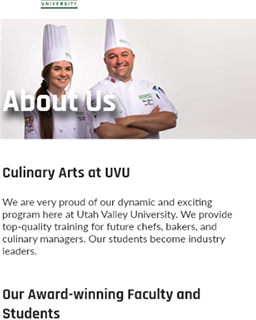 UNIVERSITY
About Us
Culinary Arts at UVU
We are very proud of our dynamic and exciting
program here at Utah Valley University. We provide
top-quality training for future chefs, bakers, and
culinary managers. Our students become industry
leaders.
Our Award-winning Faculty and
Students